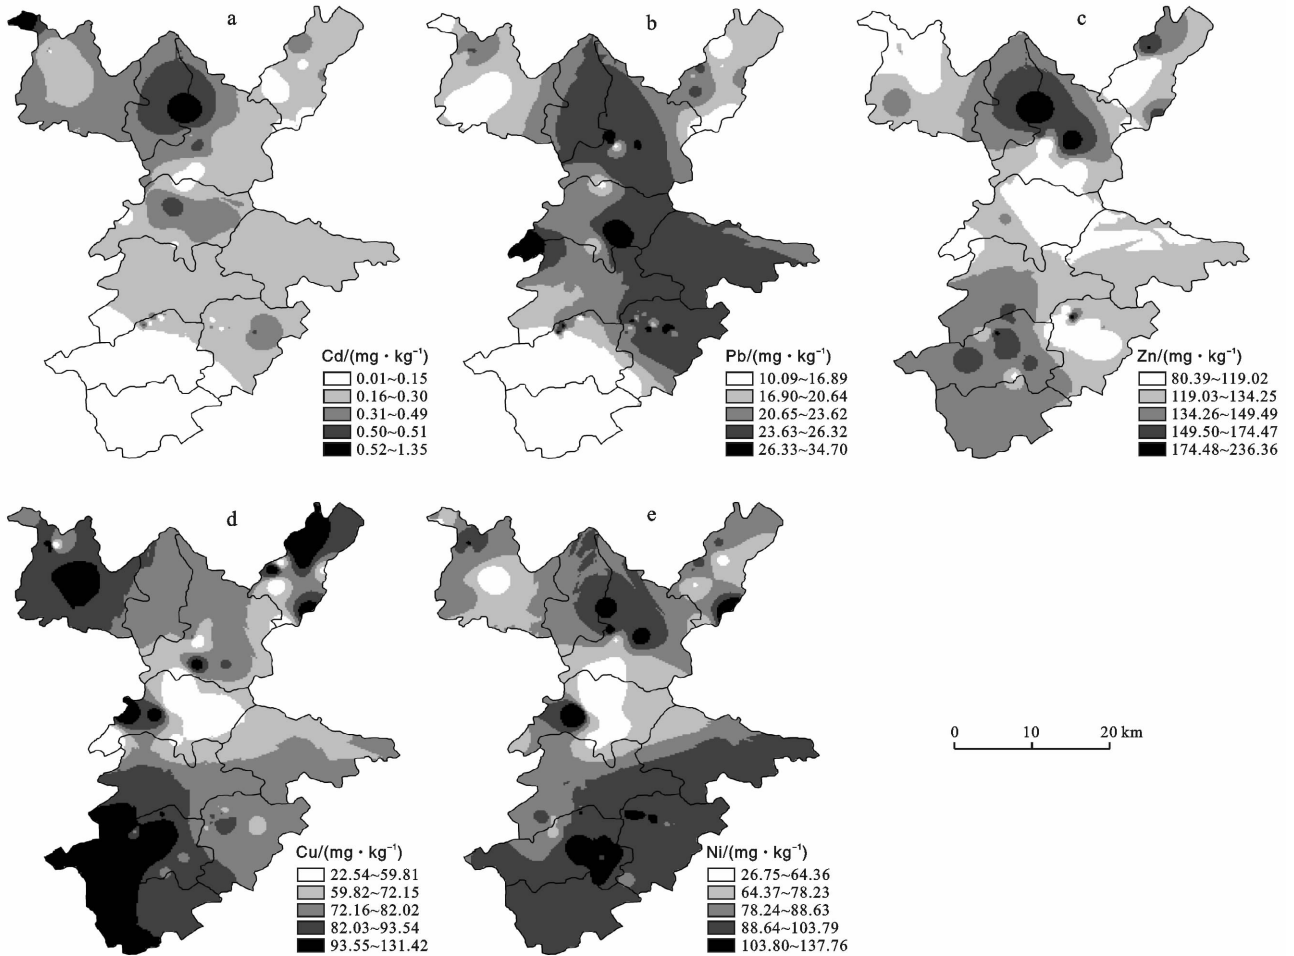 a
Cd/(mg·kg⁻¹)
0.01~0.15
0.16~0.30
0.31~0.49
0.50~0.51
0.52~1.35
b
Pb/(mg·kg⁻¹)
10.09~16.89
16.90~20.64
20.65~23.62
23.63~26.32
26.33~34.70
c
Zn/(mg·kg⁻¹)
80.39~119.02
119.03~134.25
134.26~149.49
149.50~174.47
174.48~236.36
d
Cu/(mg·kg⁻¹)
22.54~59.81
59.82~72.15
72.16~82.02
82.03~93.54
93.55~131.42
e
Ni/(mg·kg⁻¹)
26.75~64.36
64.37~78.23
78.24~88.63
88.64~103.79
103.80~137.76
0 10 20 km